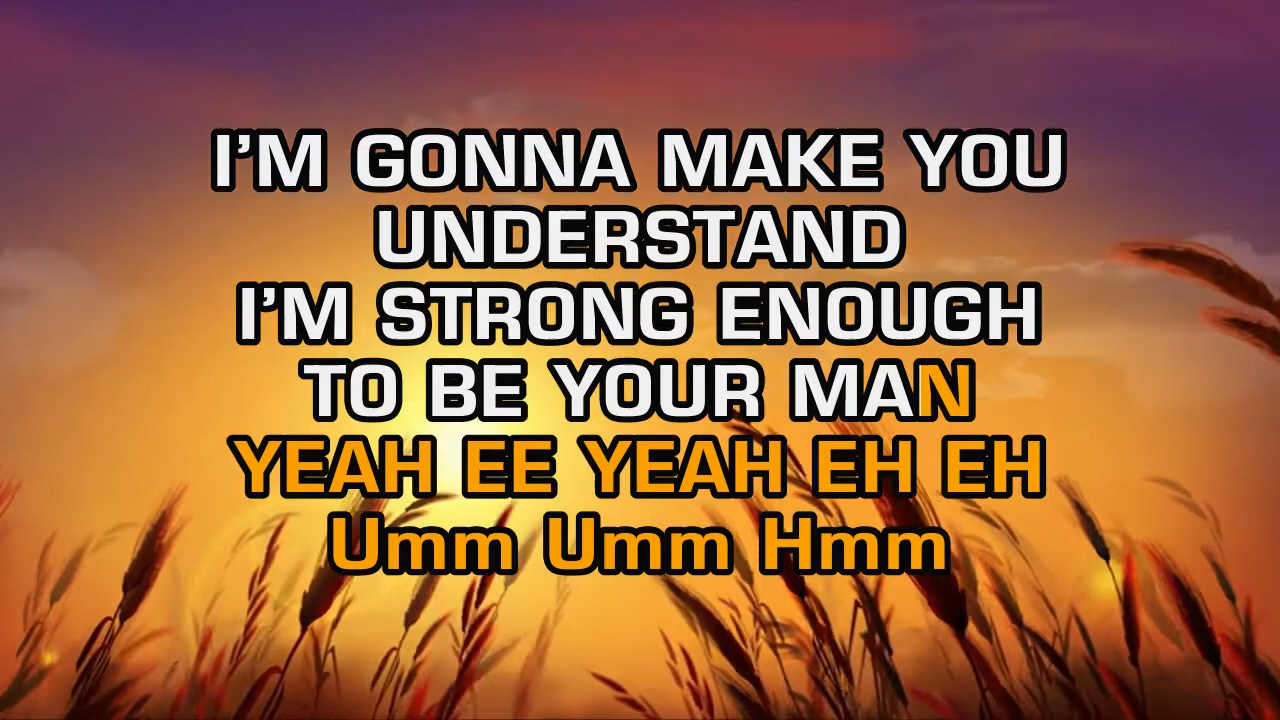 I'M GONNA MAKE YOU
UNDERSTAND
I'M STRONG ENOUGH
TO BE YOUR MAN
YEAH EE YEAH EH EH
Umm Umm Hmm